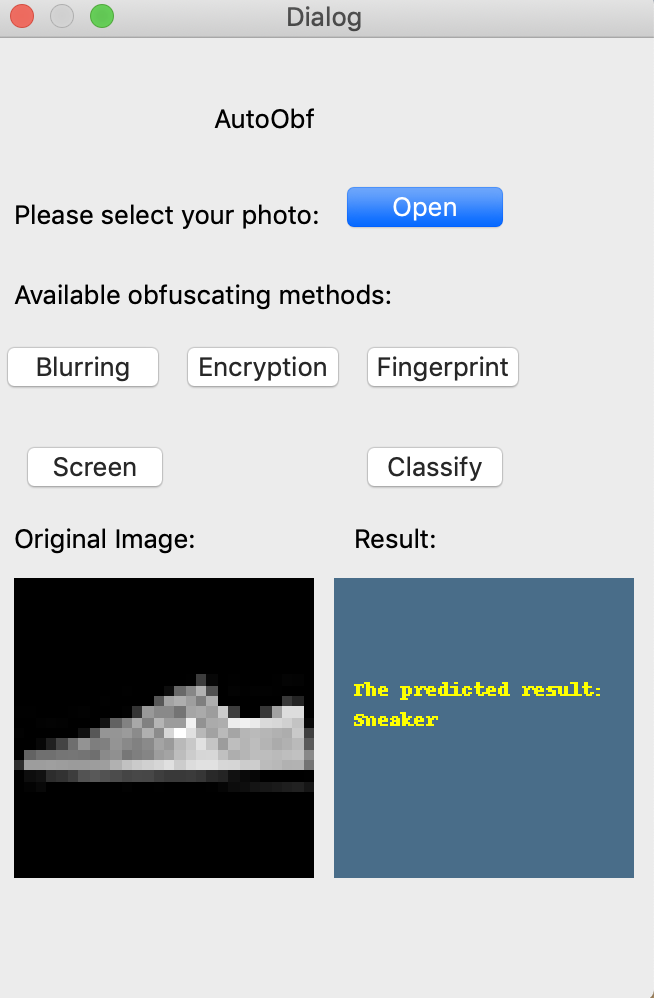 Dialog
AutoObf
Please select your photo:
Open
Available obfuscating methods:
Blurring
Encryption
Fingerprint
Screen
Classify
Original Image:
Result:
The predicted result:
Sneaker